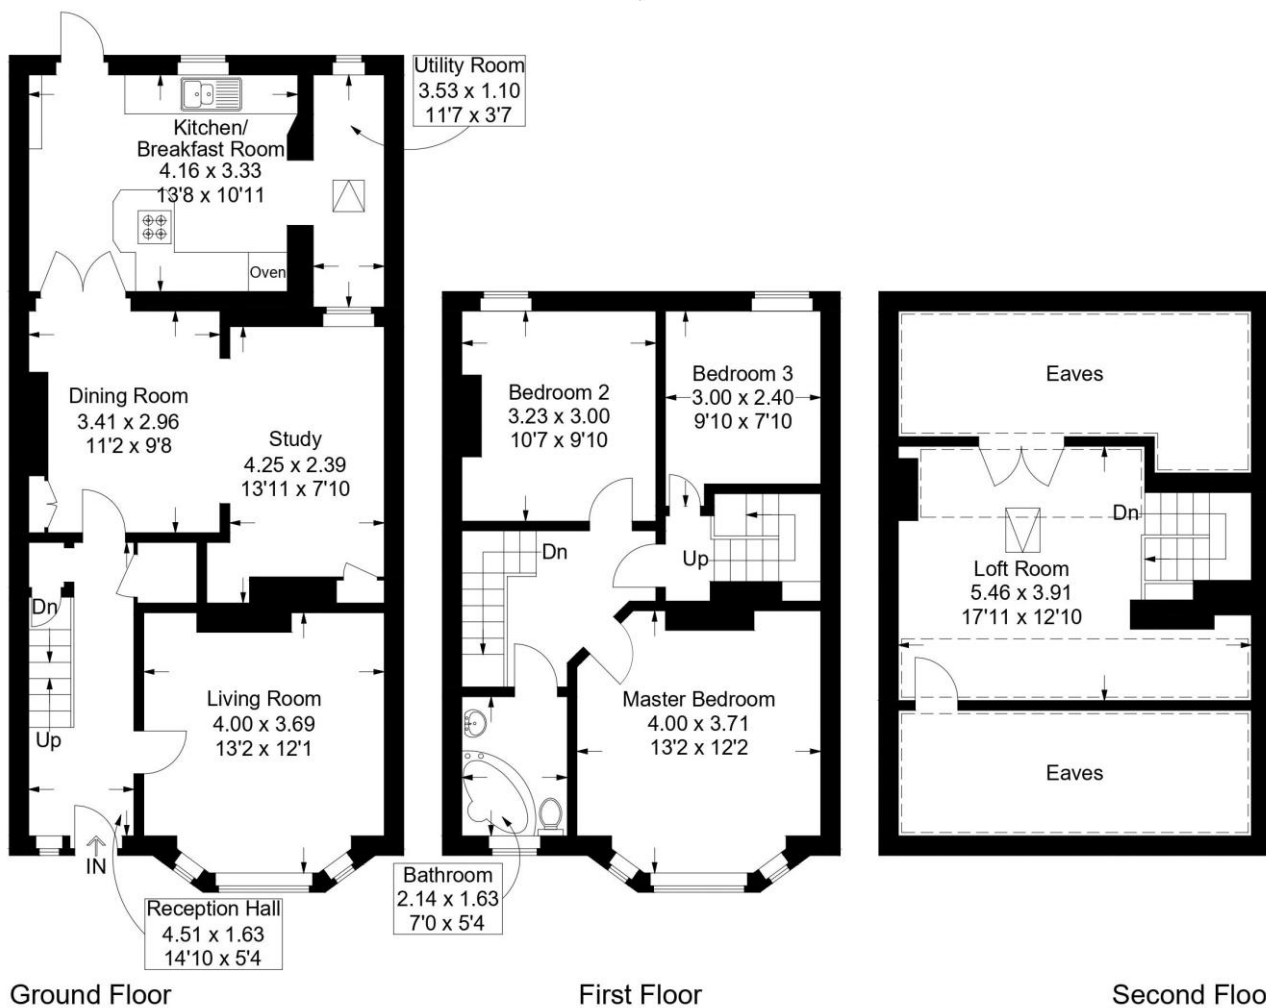 Utility Room
3.53 x 1.10
11'7 x 3'7
Kitchen/
Breakfast Room
4.16 x 3.33
13'8 x 10'11
Oven
Dining Room
3.41 x 2.96
11'2 x 9'8
Study
4.25 x 2.39
13'11 x 7'10
Dn
Up
Living Room
4.00 x 3.69
13'2 x 12'1
IN
Reception Hall
4.51 x 1.63
14'10 x 5'4
Ground Floor
Bedroom 2
3.23 x 3.00
10'7 x 9'10
Bedroom 3
3.00 x 2.40
9'10 x 7'10
Dn
Up
Master Bedroom
4.00 x 3.71
13'2 x 12'2
Bathroom
2.14 x 1.63
7'0 x 5'4
First Floor
Eaves
Dn
Loft Room
5.46 x 3.91
17'11 x 12'10
Eaves
Second Floo